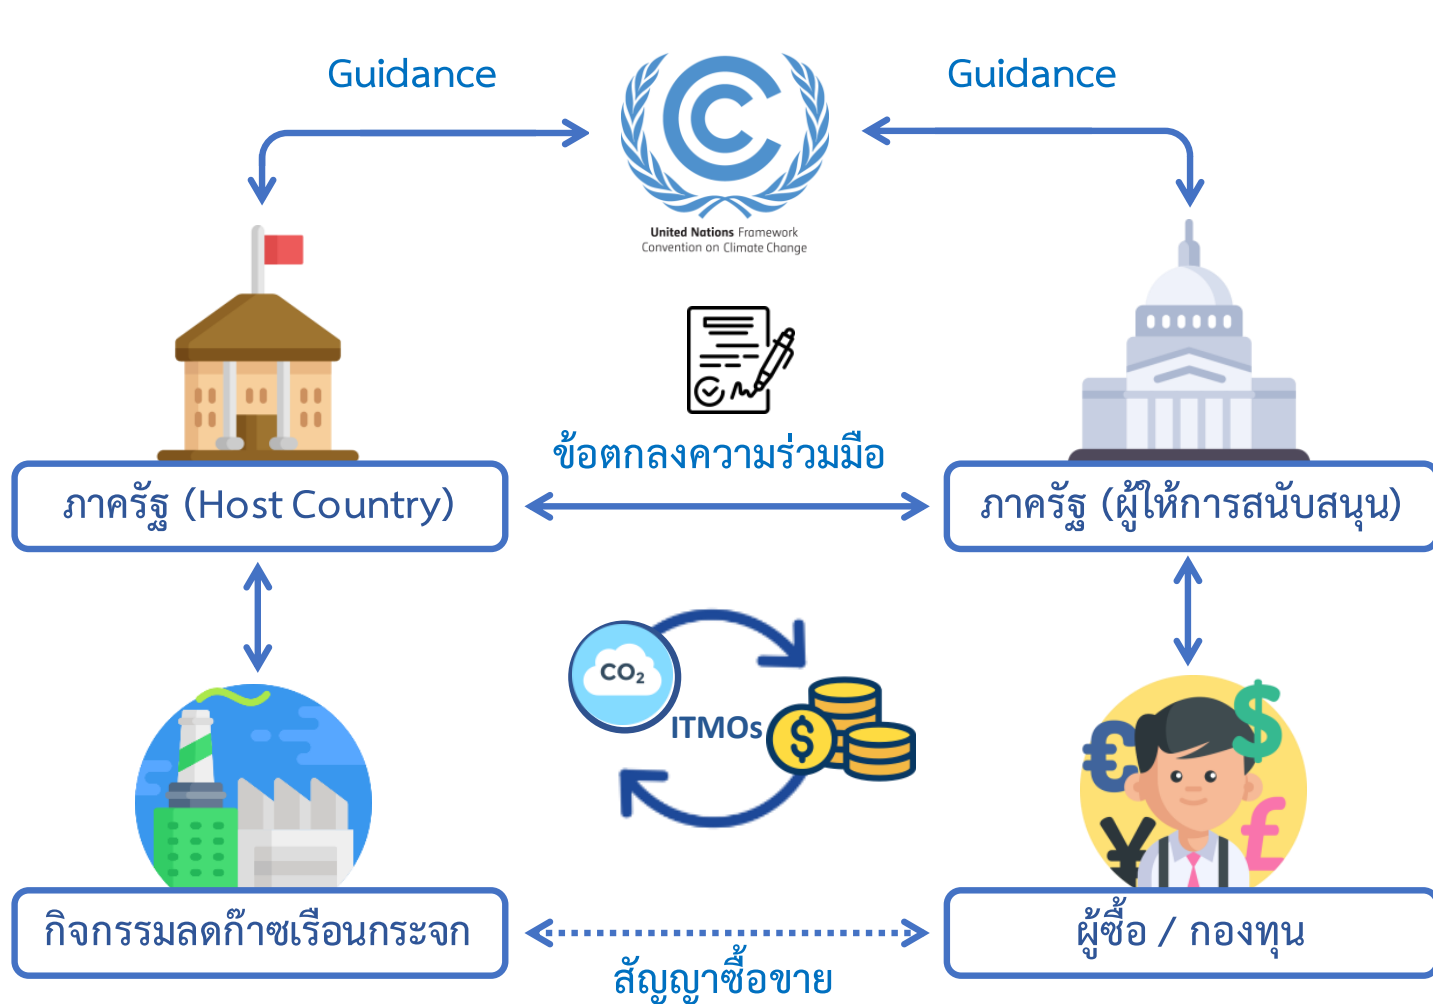 Guidance
Guidance
United Nations Framework
Convention on Climate Change
ข้อตกลงความร่วมมือ
ภาครัฐ (Host Country)
ภาครัฐ (ผู้ให้การสนับสนุน)
CO₂
ITMOs
กิจกรรมลดก๊าซเรือนกระจก
ผู้ซื้อ / กองทุน
สัญญาซื้อขาย